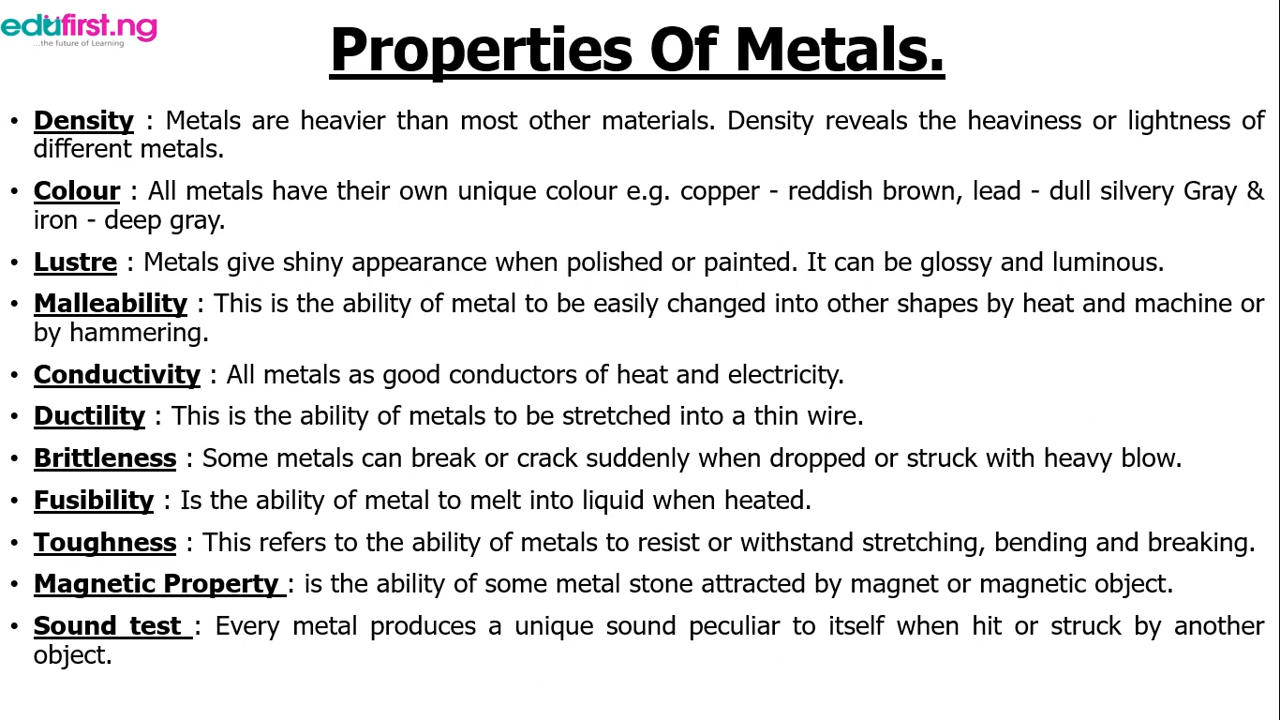 edufirst.ng
...the future of Learning
Properties Of Metals.
• Density : Metals are heavier than most other materials. Density reveals the heaviness or lightness of
different metals.
• Colour : All metals have their own unique colour e.g. copper - reddish brown, lead - dull silvery Gray &
iron - deep gray.
• Lustre : Metals give shiny appearance when polished or painted. It can be glossy and luminous.
• Malleability : This is the ability of metal to be easily changed into other shapes by heat and machine or
by hammering.
• Conductivity : All metals as good conductors of heat and electricity.
• Ductility : This is the ability of metals to be stretched into a thin wire.
• Brittleness : Some metals can break or crack suddenly when dropped or struck with heavy blow.
• Fusibility : Is the ability of metal to melt into liquid when heated.
• Toughness : This refers to the ability of metals to resist or withstand stretching, bending and breaking.
• Magnetic Property : is the ability of some metal stone attracted by magnet or magnetic object.
• Sound test : Every metal produces a unique sound peculiar to itself when hit or struck by another
object.